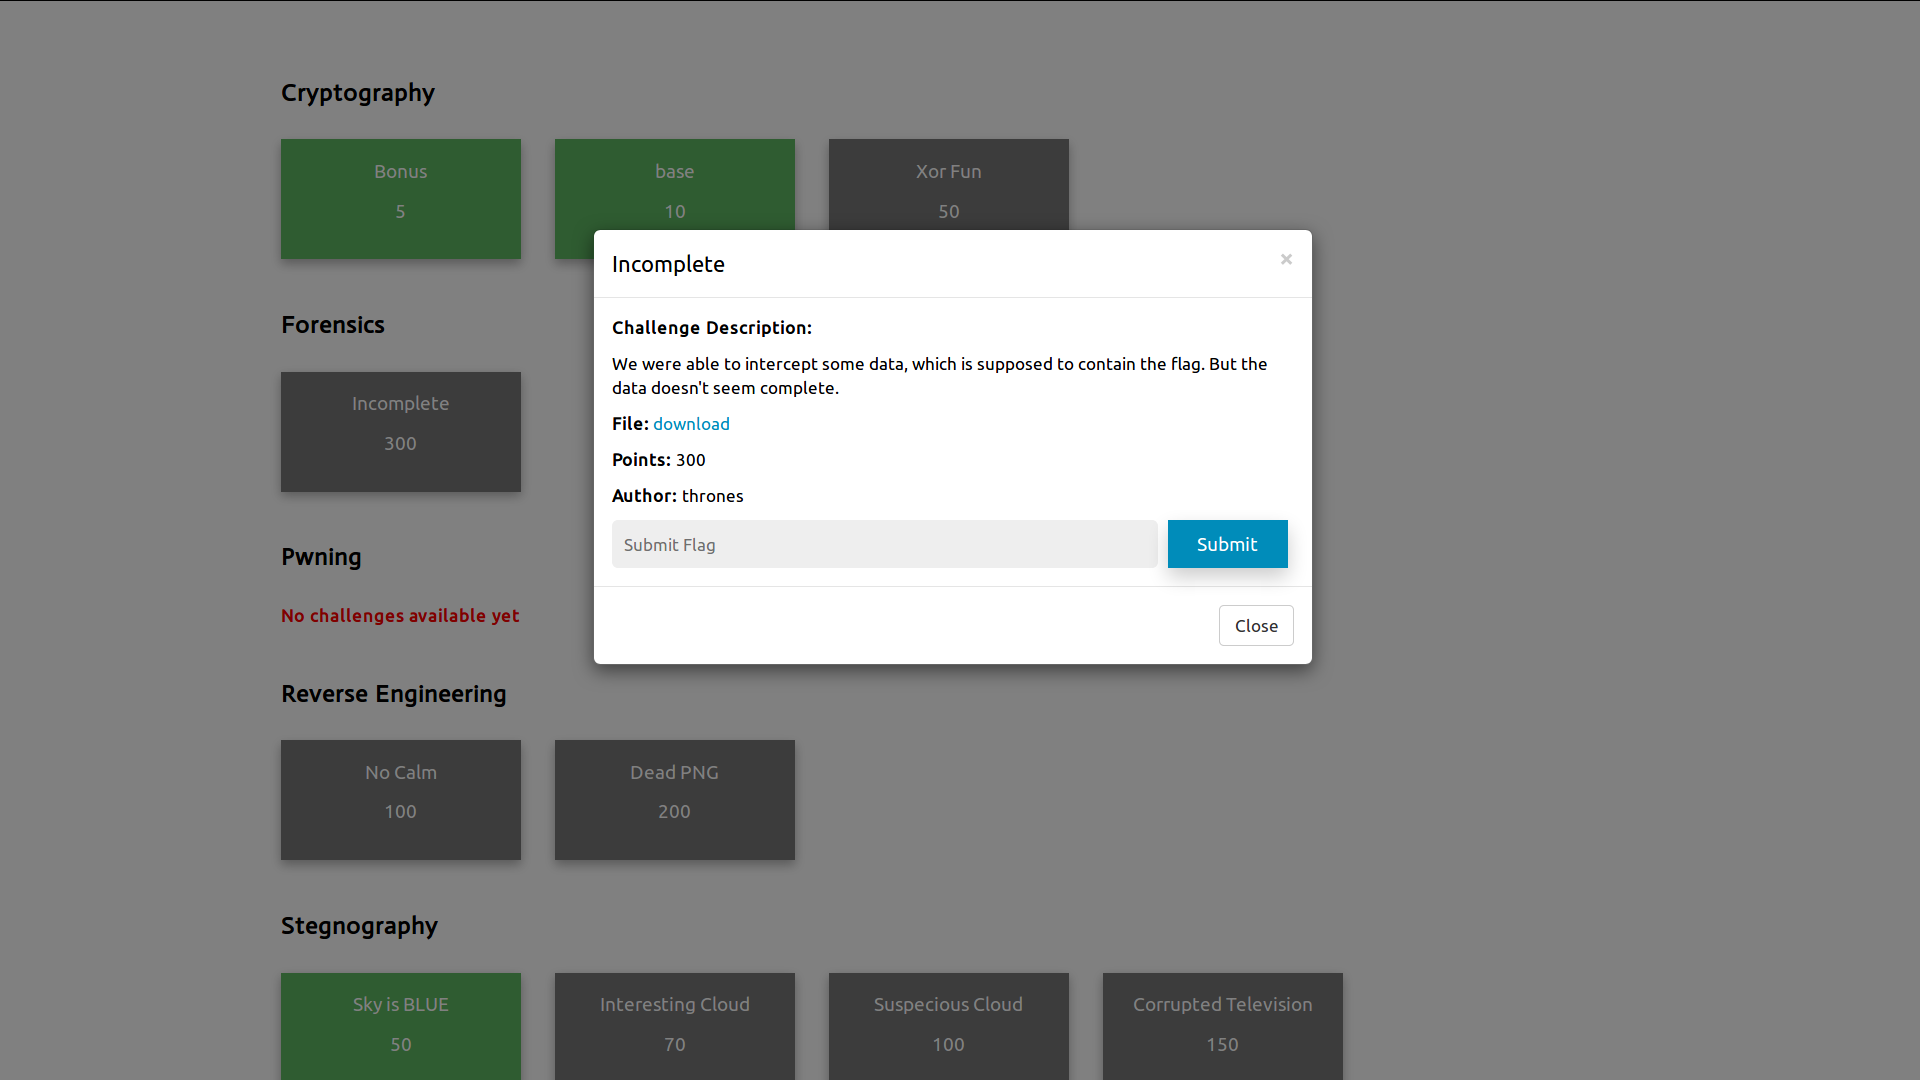 Cryptography
Bonus
base
Xor Fun
5
10
50
Incomplete
×
Challenge Description:
We were able to intercept some data, which is supposed to contain the flag. But the
data doesn't seem complete.
File: download
Points: 300
Author: thrones
Submit Flag
Submit
Close
Forensics
Incomplete
300
Pwning
No challenges available yet
Reverse Engineering
No Calm
Dead PNG
100
200
Stegnography
Sky is BLUE
Interesting Cloud
Suspecious Cloud
Corrupted Television
50
70
100
150